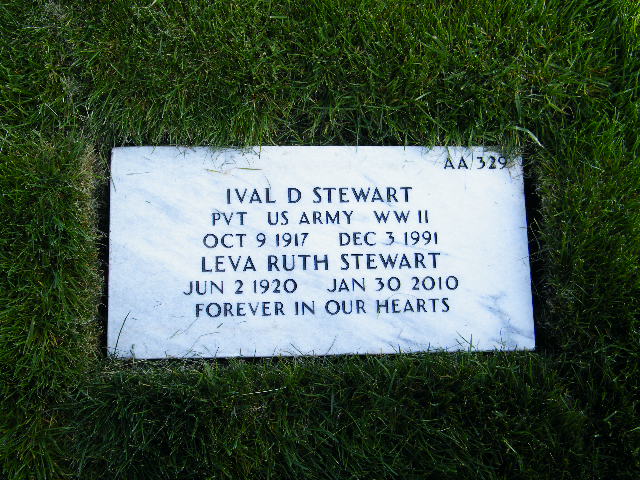 AA 329
IVAL D STEWART
PVT US ARMY WW II
OCT 9 1917 DEC 3 1991
LEVA RUTH STEWART
JUN 2 1920 JAN 30 2010
FOREVER IN OUR HEARTS